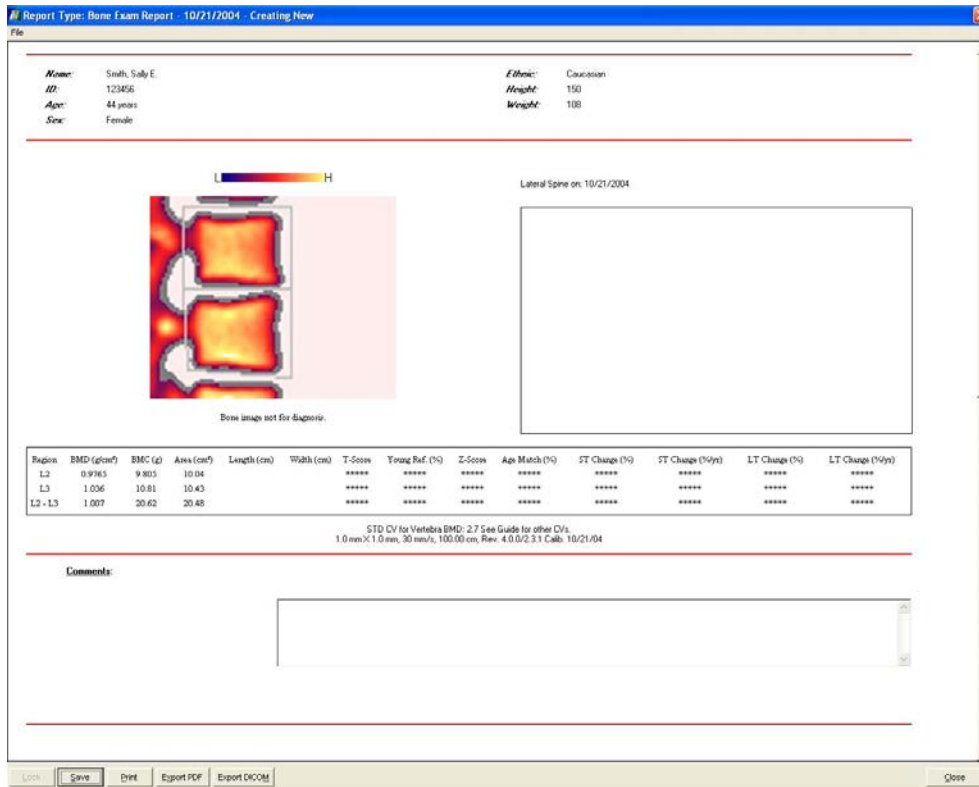 Report Type: Bone Exam Report - 10/21/2004 - Creating New
File
Name: Smith, Sally E. Ethnic: Caucasian
ID: 123456 Height: 150
Age: 44 years Weight: 108
Sex: Female
L H
Lateral Spine on: 10/21/2004
Bone image not for diagnosis.
Region BMD (g/cm²) BMC (g) Area (cm²) Length (cm) Width (cm) T-Score Young Ref. (%) Z-Score Age Match (%) ST Change (%) ST Change (%/yr) LT Change (%) LT Change (%/yr)
L2 0.9765 9.805 10.04 ***** ***** ***** ***** ***** ***** ***** *****
L3 1.036 10.81 10.43 ***** ***** ***** ***** ***** ***** ***** *****
L2 - L3 1.007 20.62 20.48 ***** ***** ***** ***** ***** ***** ***** *****
STD CV for Vertebra BMD: 2.7 See Guide for other CVs.
1.0 mm X 1.0 mm, 30 mm/s, 100.00 cm, Rev. 4.0.0/2.3.1 Calib. 10/21/04
Comments:
Lock Save Print Export PDF Export DICOM Close